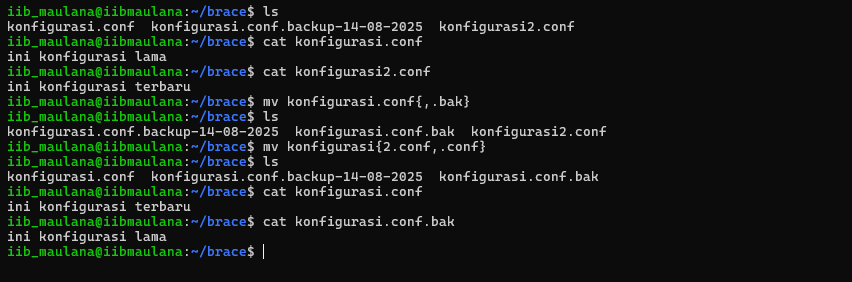 iib_maulana@iibmaulana:~/brace$ ls
konfigurasi.conf  konfigurasi.conf.backup-14-08-2025  konfigurasi2.conf
iib_maulana@iibmaulana:~/brace$ cat konfigurasi.conf
ini konfigurasi lama
iib_maulana@iibmaulana:~/brace$ cat konfigurasi2.conf
ini konfigurasi terbaru
iib_maulana@iibmaulana:~/brace$ mv konfigurasi.conf{,.bak}
iib_maulana@iibmaulana:~/brace$ ls
konfigurasi.conf.backup-14-08-2025  konfigurasi.conf.bak  konfigurasi2.conf
iib_maulana@iibmaulana:~/brace$ mv konfigurasi{2.conf,.conf}
iib_maulana@iibmaulana:~/brace$ ls
konfigurasi.conf  konfigurasi.conf.backup-14-08-2025  konfigurasi.conf.bak
iib_maulana@iibmaulana:~/brace$ cat konfigurasi.conf
ini konfigurasi terbaru
iib_maulana@iibmaulana:~/brace$ cat konfigurasi.conf.bak
ini konfigurasi lama
iib_maulana@iibmaulana:~/brace$